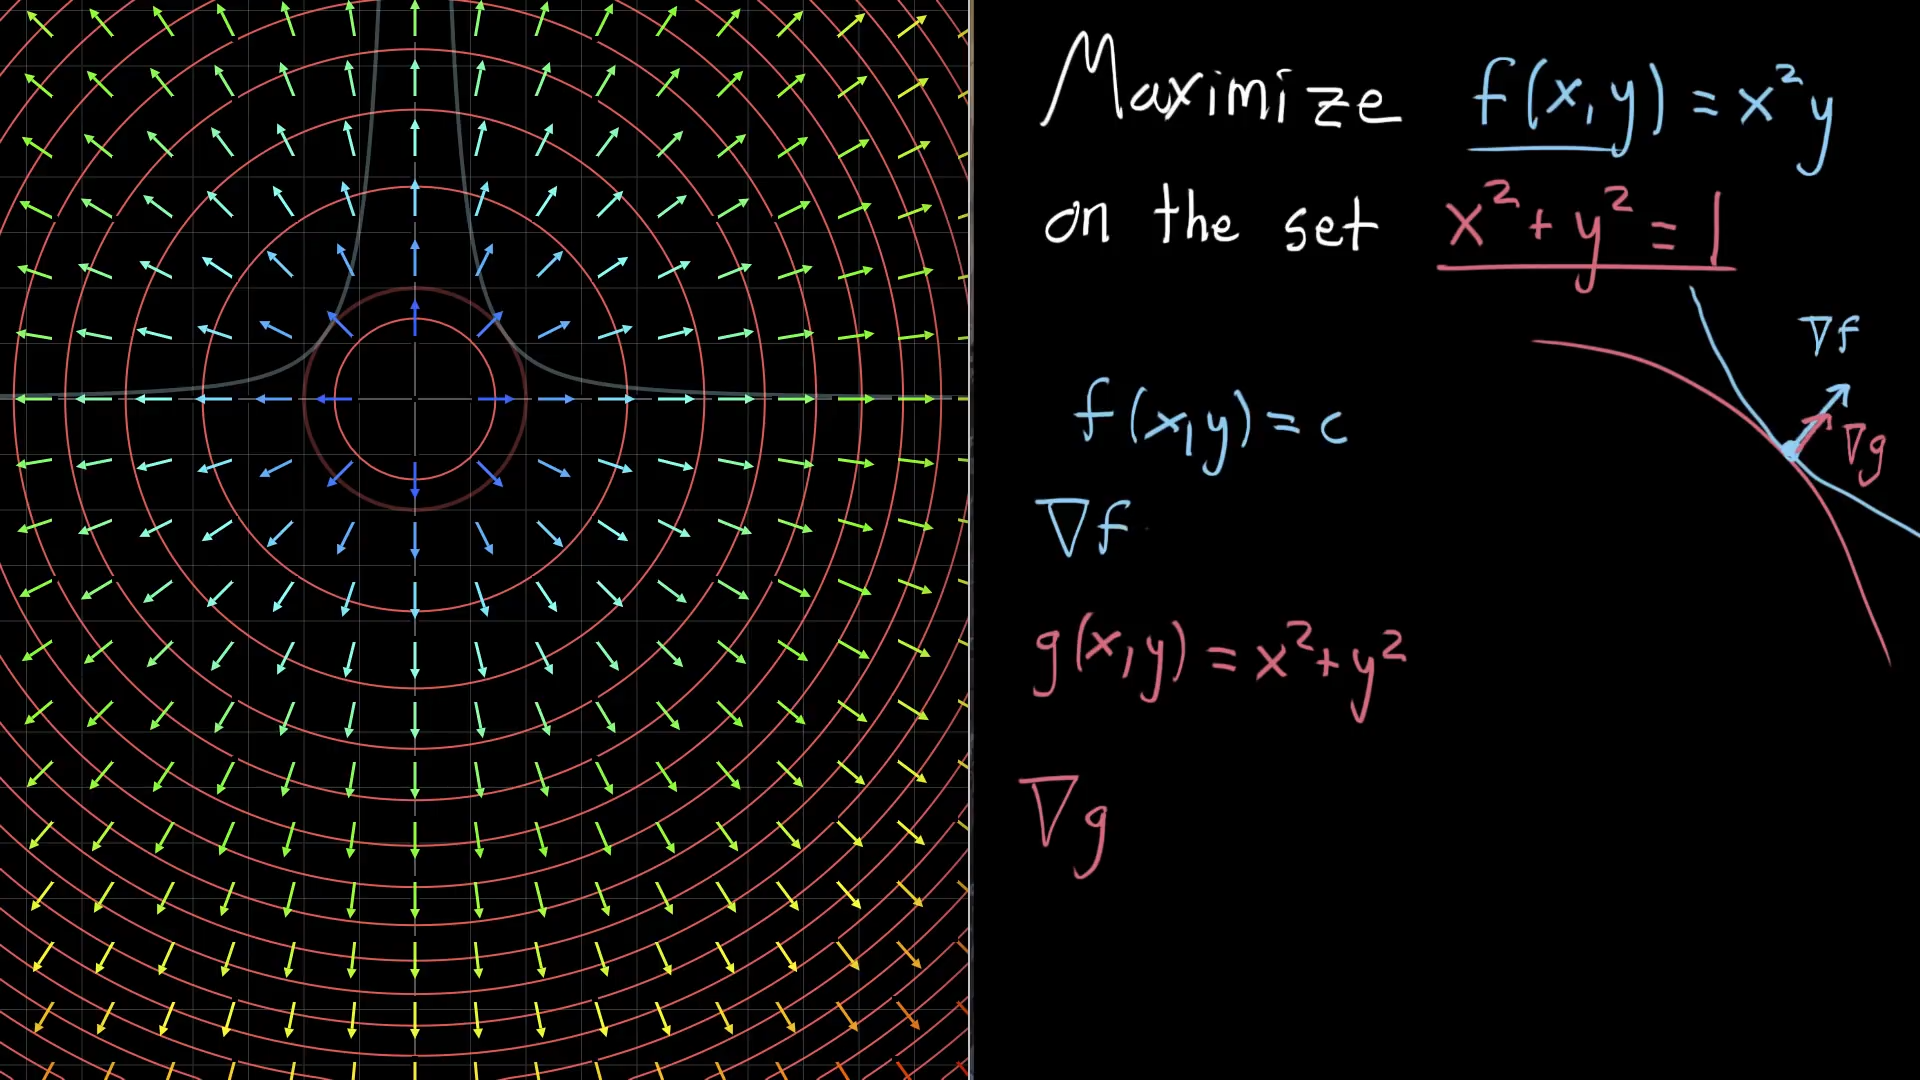 Maximize f(x,y) = x²y
on the set x² + y² = 1
∇f
∇g
f(x,y) = c
∇f
g(x,y) = x² + y²
∇g